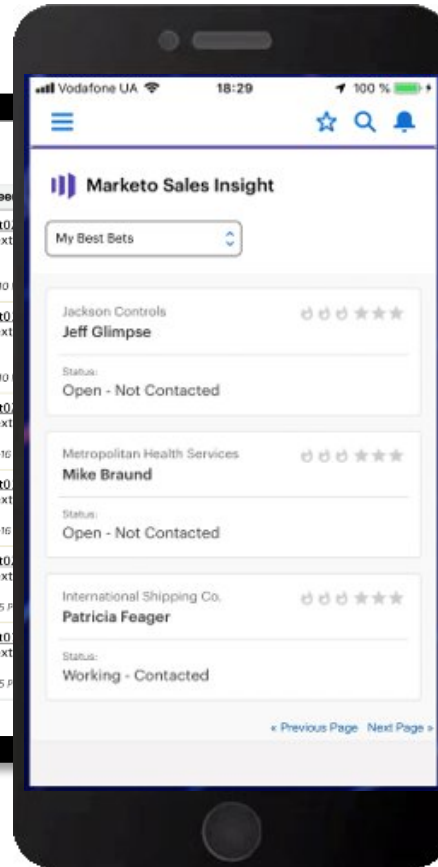 Vodafone UA 18:29 100 %
Marketo Sales Insight
My Best Bets
Jackson Controls
Jeff Glimpse
Status:
Open - Not Contacted
Metropolitan Health Services
Mike Braund
Status:
Open - Not Contacted
International Shipping Co.
Patricia Feager
Status:
Working - Contacted
« Previous Page Next Page »